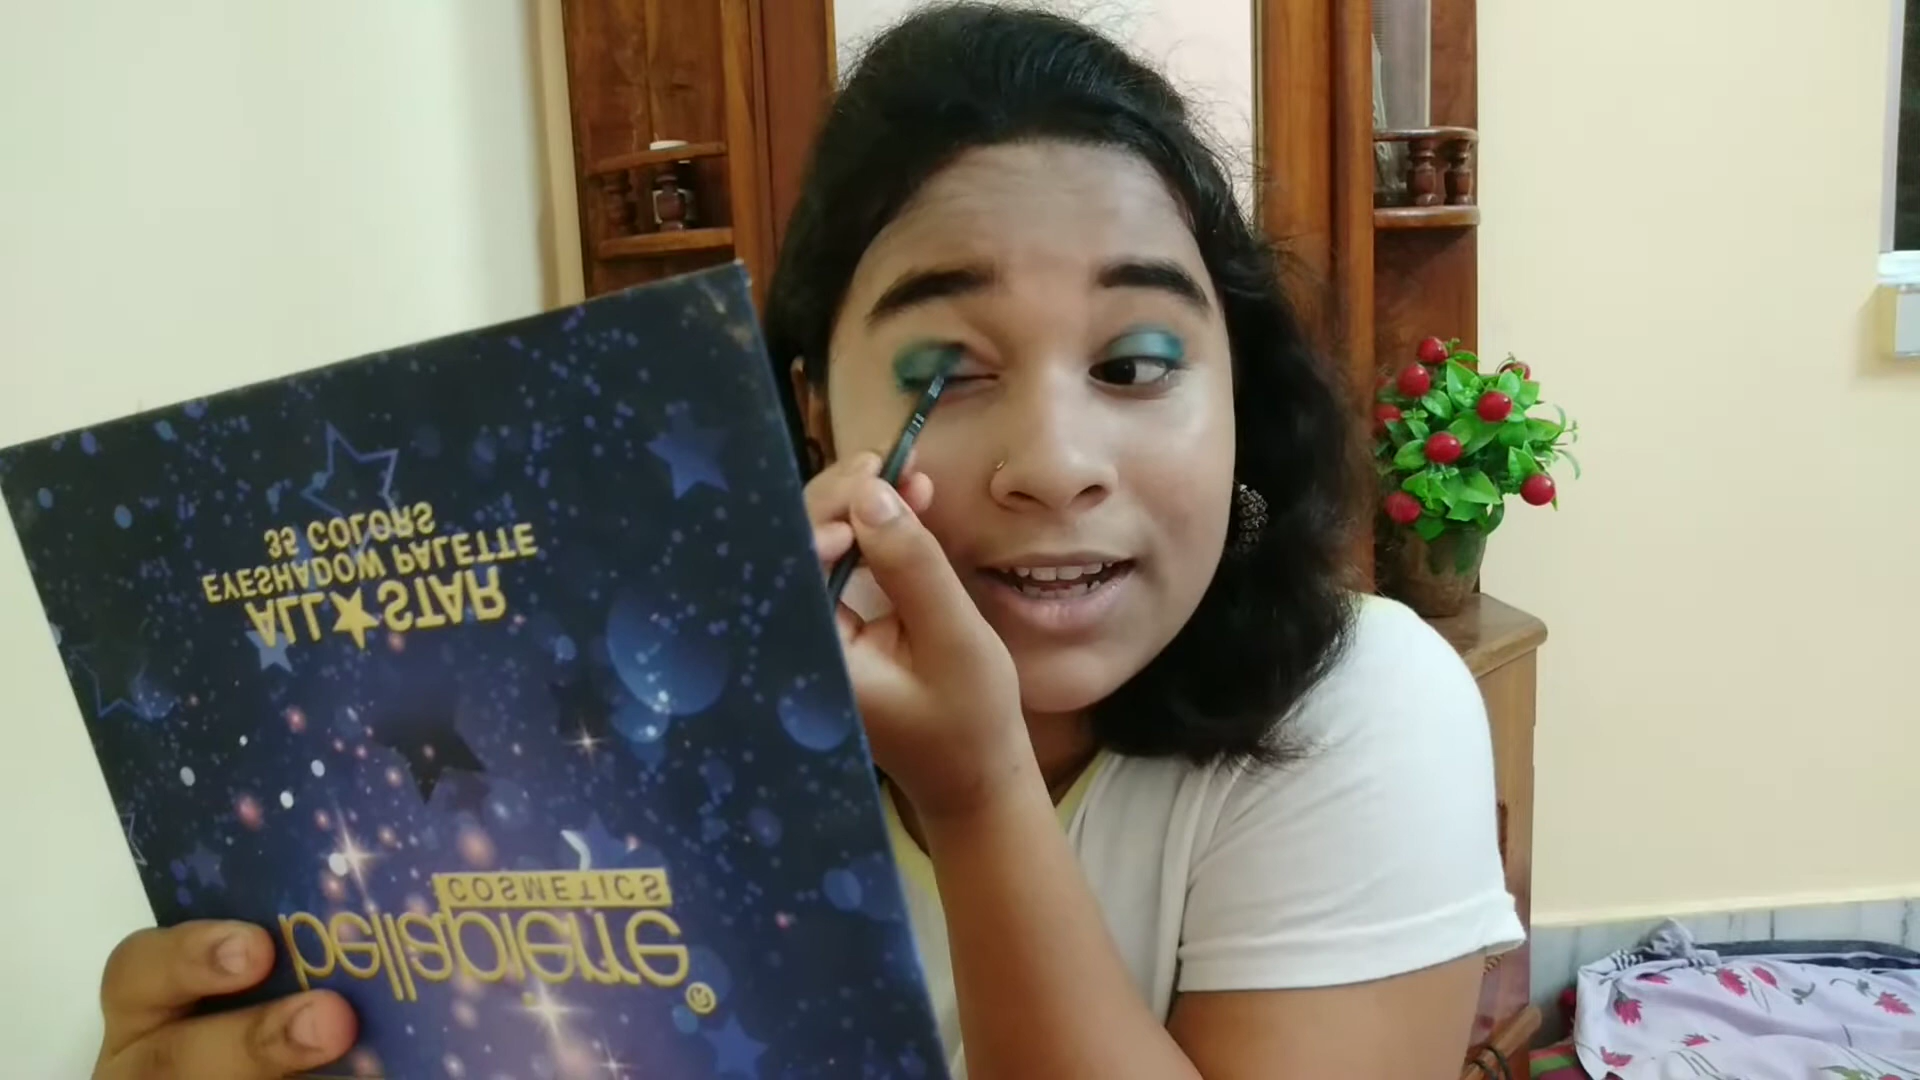 bellapierre®
COSMETICS
ALL★STAR
EYESHADOW PALETTE
35 COLORS